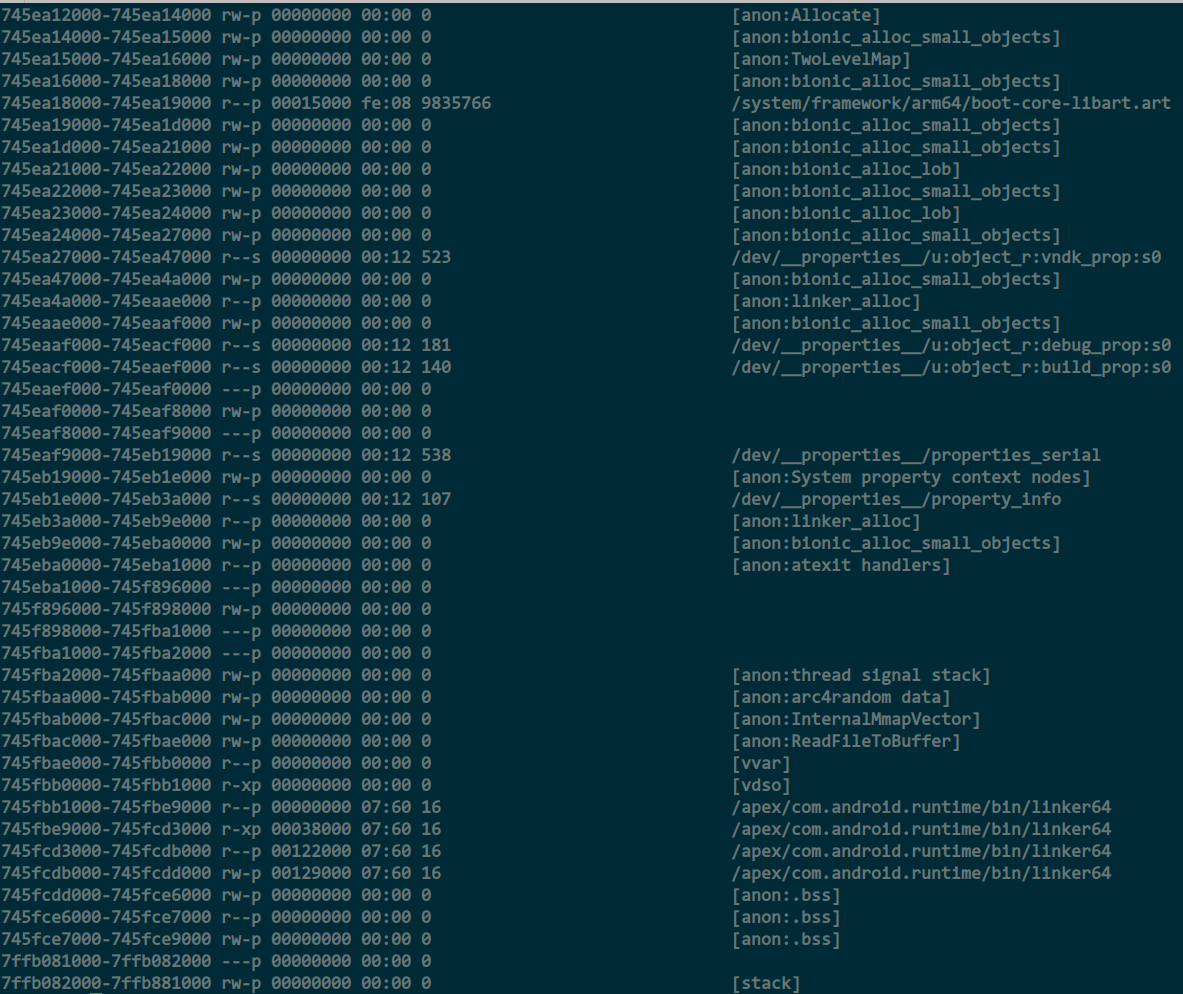 745ea12000-745ea14000 rw-p 00000000 00:00 0 [anon:Allocate]
745ea14000-745ea15000 rw-p 00000000 00:00 0 [anon:bionic_alloc_small_objects]
745ea15000-745ea16000 rw-p 00000000 00:00 0 [anon:TwoLevelMap]
745ea16000-745ea18000 rw-p 00000000 00:00 0 [anon:bionic_alloc_small_objects]
745ea18000-745ea19000 r--p 00015000 fe:08 9835766 /system/framework/arm64/boot-core-libart.art
745ea19000-745ea1d000 rw-p 00000000 00:00 0 [anon:bionic_alloc_small_objects]
745ea1d000-745ea21000 rw-p 00000000 00:00 0 [anon:bionic_alloc_small_objects]
745ea21000-745ea22000 rw-p 00000000 00:00 0 [anon:bionic_alloc_lob]
745ea22000-745ea23000 rw-p 00000000 00:00 0 [anon:bionic_alloc_small_objects]
745ea23000-745ea24000 rw-p 00000000 00:00 0 [anon:bionic_alloc_lob]
745ea24000-745ea27000 rw-p 00000000 00:00 0 [anon:bionic_alloc_small_objects]
745ea27000-745ea47000 r--s 00000000 00:12 523 /dev/__properties__/u:object_r:vndk_prop:s0
745ea47000-745ea4a000 rw-p 00000000 00:00 0 [anon:bionic_alloc_small_objects]
745ea4a000-745eaae000 r--p 00000000 00:00 0 [anon:linker_alloc]
745eaae000-745eaaf000 rw-p 00000000 00:00 0 [anon:bionic_alloc_small_objects]
745eaaf000-745eacf000 r--s 00000000 00:12 181 /dev/__properties__/u:object_r:debug_prop:s0
745eacf000-745eaef000 r--s 00000000 00:12 140 /dev/__properties__/u:object_r:build_prop:s0
745eaef000-745eaf0000 ---p 00000000 00:00 0
745eaf0000-745eaf8000 rw-p 00000000 00:00 0
745eaf8000-745eaf9000 ---p 00000000 00:00 0
745eaf9000-745eb19000 r--s 00000000 00:12 538 /dev/__properties__/properties_serial
745eb19000-745eb1e000 rw-p 00000000 00:00 0 [anon:System property context nodes]
745eb1e000-745eb3a000 r--s 00000000 00:12 107 /dev/__properties__/property_info
745eb3a000-745eb9e000 r--p 00000000 00:00 0 [anon:linker_alloc]
745eb9e000-745eba0000 rw-p 00000000 00:00 0 [anon:bionic_alloc_small_objects]
745eba0000-745eba1000 r--p 00000000 00:00 0 [anon:atexit handlers]
745eba1000-745f896000 ---p 00000000 00:00 0
745f896000-745f898000 rw-p 00000000 00:00 0
745f898000-745fba1000 ---p 00000000 00:00 0
745fba1000-745fba2000 ---p 00000000 00:00 0
745fba2000-745fbaa000 rw-p 00000000 00:00 0 [anon:thread signal stack]
745fbaa000-745fbab000 rw-p 00000000 00:00 0 [anon:arc4random data]
745fbab000-745fbac000 rw-p 00000000 00:00 0 [anon:InternalMmapVector]
745fbac000-745fbae000 rw-p 00000000 00:00 0 [anon:ReadFileToBuffer]
745fbae000-745fbb0000 r--p 00000000 00:00 0 [vvar]
745fbb0000-745fbb1000 r-xp 00000000 00:00 0 [vdso]
745fbb1000-745fbe9000 r--p 00000000 07:60 16 /apex/com.android.runtime/bin/linker64
745fbe9000-745fcd3000 r-xp 00038000 07:60 16 /apex/com.android.runtime/bin/linker64
745fcd3000-745fcdb000 r--p 00122000 07:60 16 /apex/com.android.runtime/bin/linker64
745fcdb000-745fcdd000 rw-p 00129000 07:60 16 /apex/com.android.runtime/bin/linker64
745fcdd000-745fce6000 rw-p 00000000 00:00 0 [anon:.bss]
745fce6000-745fce7000 r--p 00000000 00:00 0 [anon:.bss]
745fce7000-745fce9000 rw-p 00000000 00:00 0 [anon:.bss]
7ffb081000-7ffb082000 ---p 00000000 00:00 0
7ffb082000-7ffb881000 rw-p 00000000 00:00 0 [stack]